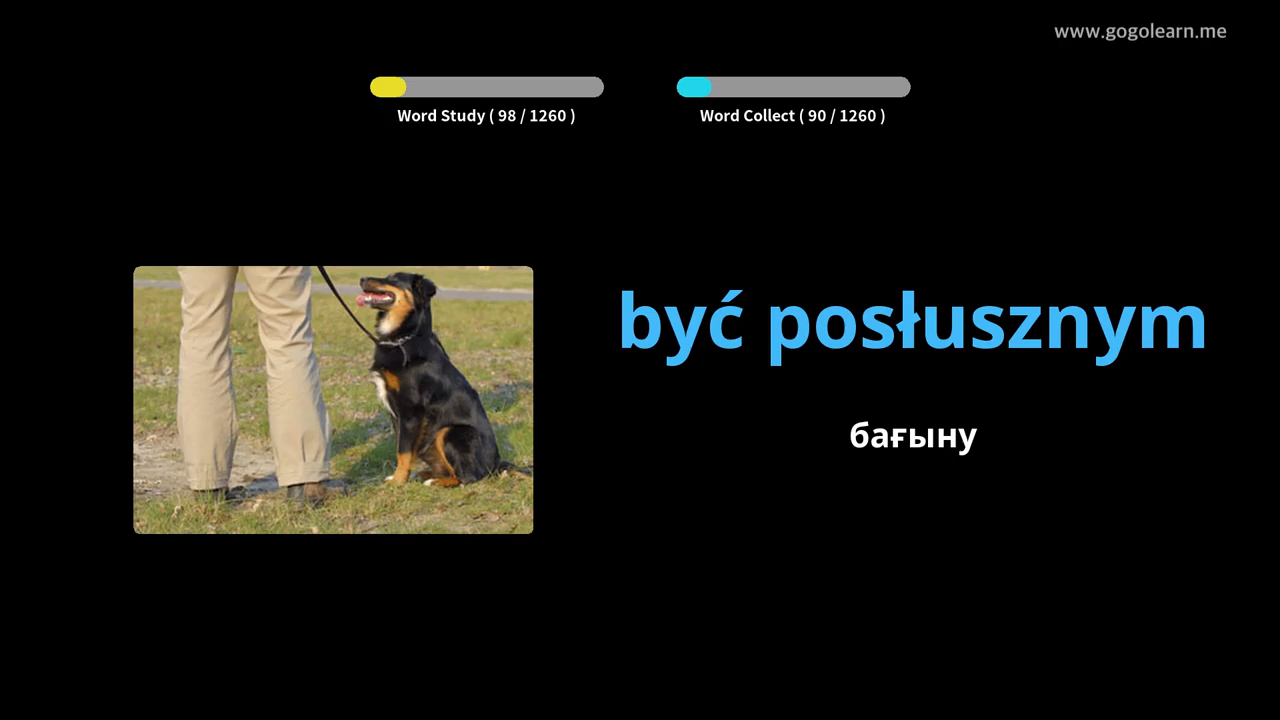 www.gogolearn.me
Word Study ( 98 / 1260 )
Word Collect ( 90 / 1260 )
być posłusznym
бағыну